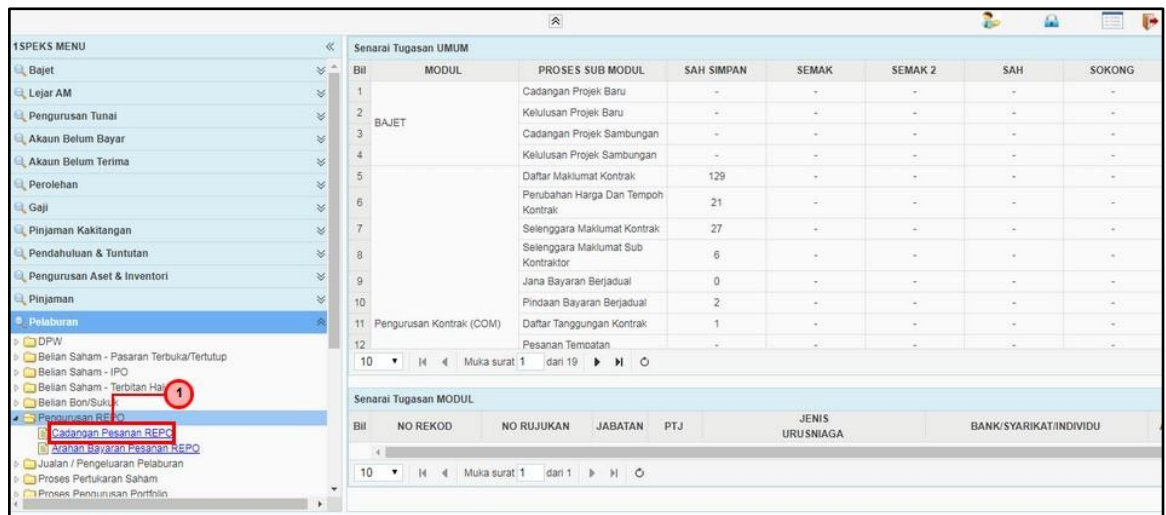 1SPEKS MENU
Bajet
Lejar AM
Pengurusan Tunai
Akaun Belum Bayar
Akaun Belum Terima
Perolehan
Gaji
Pinjaman Kakitangan
Pendahuluan & Tuntutan
Pengurusan Aset & Inventori
Pinjaman
Pelaburan
DPW
Belian Saham - Pasaran Terbuka/Tertutup
Belian Saham - IPO
Belian Saham - Terbitan
Belian Bon/Sukuk
1
Pengurusan REPO
Cadangan Pesanan REPO
Arahan Bayaran Pesanan REPO
Jualan / Pengeluaran Pelaburan
Proses Pertukaran Saham
Proses Pengurusan Portfolio
Senarai Tugasan UMUM
Bil MODUL PROSES SUB MODUL SAH SIMPAN SEMAK SEMAK 2 SAH SOKONG
1 Cadangan Projek Baru - - - - -
2 Kelulusan Projek Baru - - - - -
BAJET
3 Cadangan Projek Sambungan - - - - -
4 Kelulusan Projek Sambungan - - - - -
5 Daftar Maklumat Kontrak 129 - - - -
6 Perubahan Harga Dan Tempoh Kontrak 21 - - - -
7 Selenggara Maklumat Kontrak 27 - - - -
8 Selenggara Maklumat Sub Kontraktor 6 - - - -
9 Jana Bayaran Berjadual 0 - - - -
10 Pindaan Bayaran Berjadual 2 - - - -
11 Pengurusan Kontrak (COM) Daftar Tanggungan Kontrak 1 - - - -
12 Pesanan Tempatan - - - - -
10 Muka surat 1 dari 19
Senarai Tugasan MODUL
Bil NO REKOD NO RUJUKAN JABATAN PTJ JENIS URUSNIAGA BANK/SYARIKAT/INDIVIDU
10 Muka surat 1 dari 1